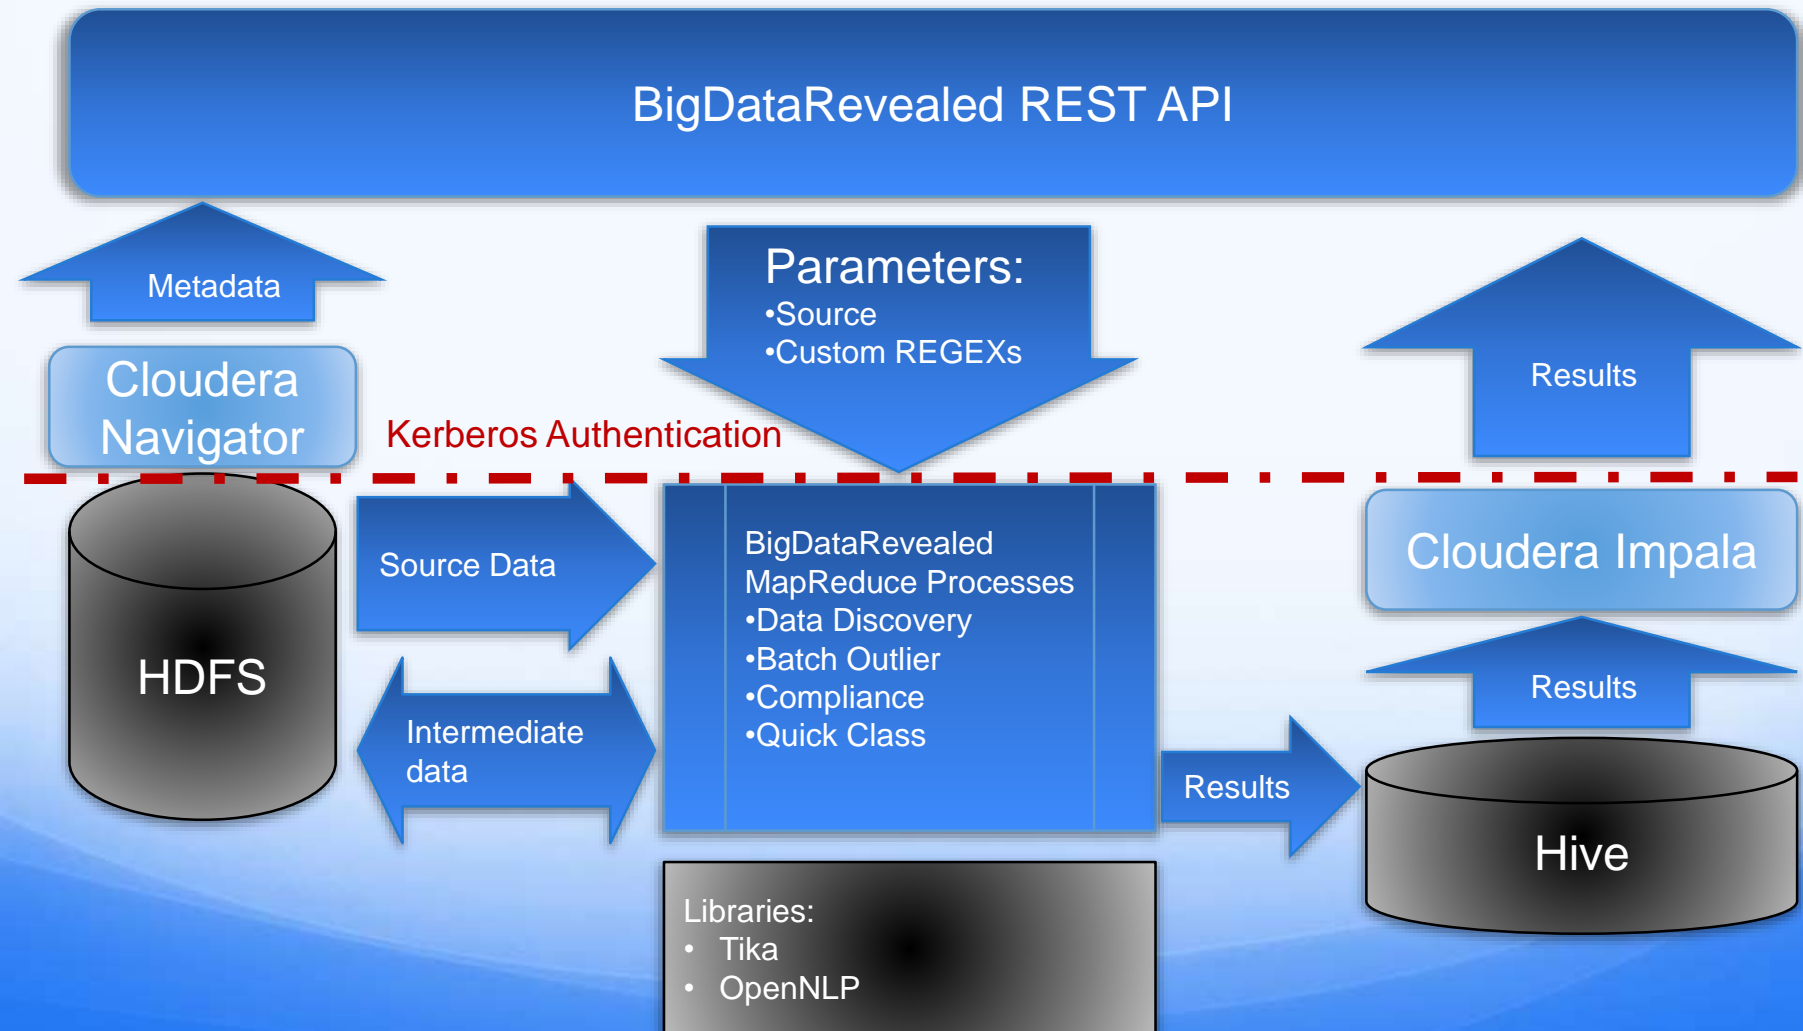 BigDataRevealed REST API
Metadata
Parameters:
•Source
•Custom REGEXs
Results
Cloudera
Navigator
Kerberos Authentication
HDFS
Source Data
Intermediate
data
BigDataRevealed
MapReduce Processes
•Data Discovery
•Batch Outlier
•Compliance
•Quick Class
Cloudera Impala
Results
Results
Hive
Libraries:
• Tika
• OpenNLP